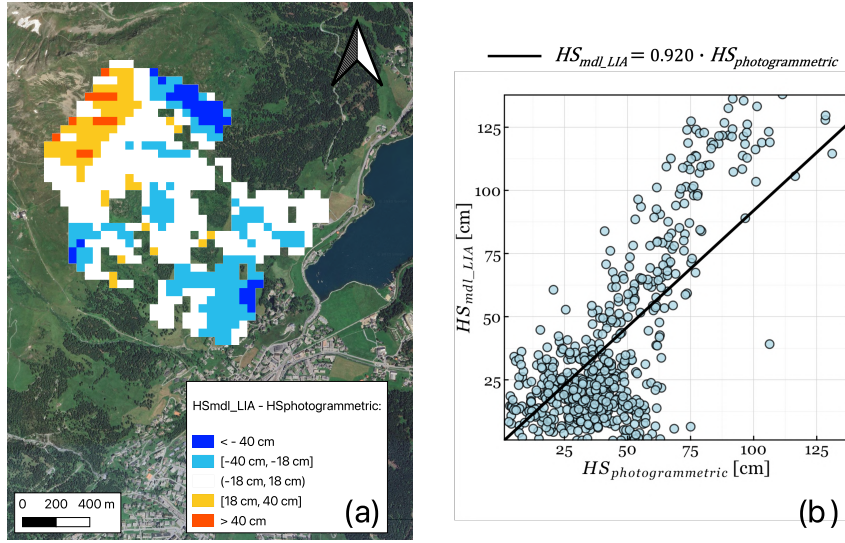 HSmdl_LIA - HSphotogrammetric:
< - 40 cm
[-40 cm, -18 cm]
(-18 cm, 18 cm)
[18 cm, 40 cm]
> 40 cm
0 200 400 m
(a)
HS_mdl_LIA = 0.920 · HS_photogrammetric
125
100
75
50
25
HS_mdl_LIA [cm]
25 50 75 100 125
HS_photogrammetric [cm]
(b)